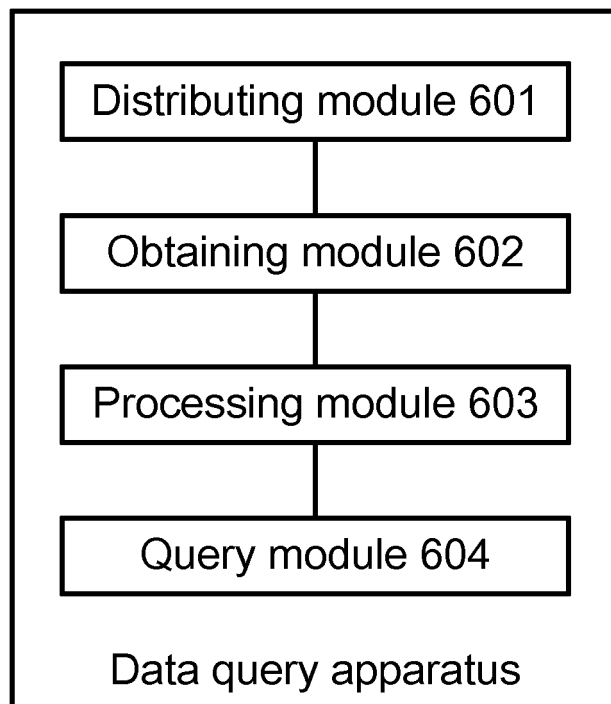 Distributing module 601
Obtaining module 602
Processing module 603
Query module 604
Data query apparatus